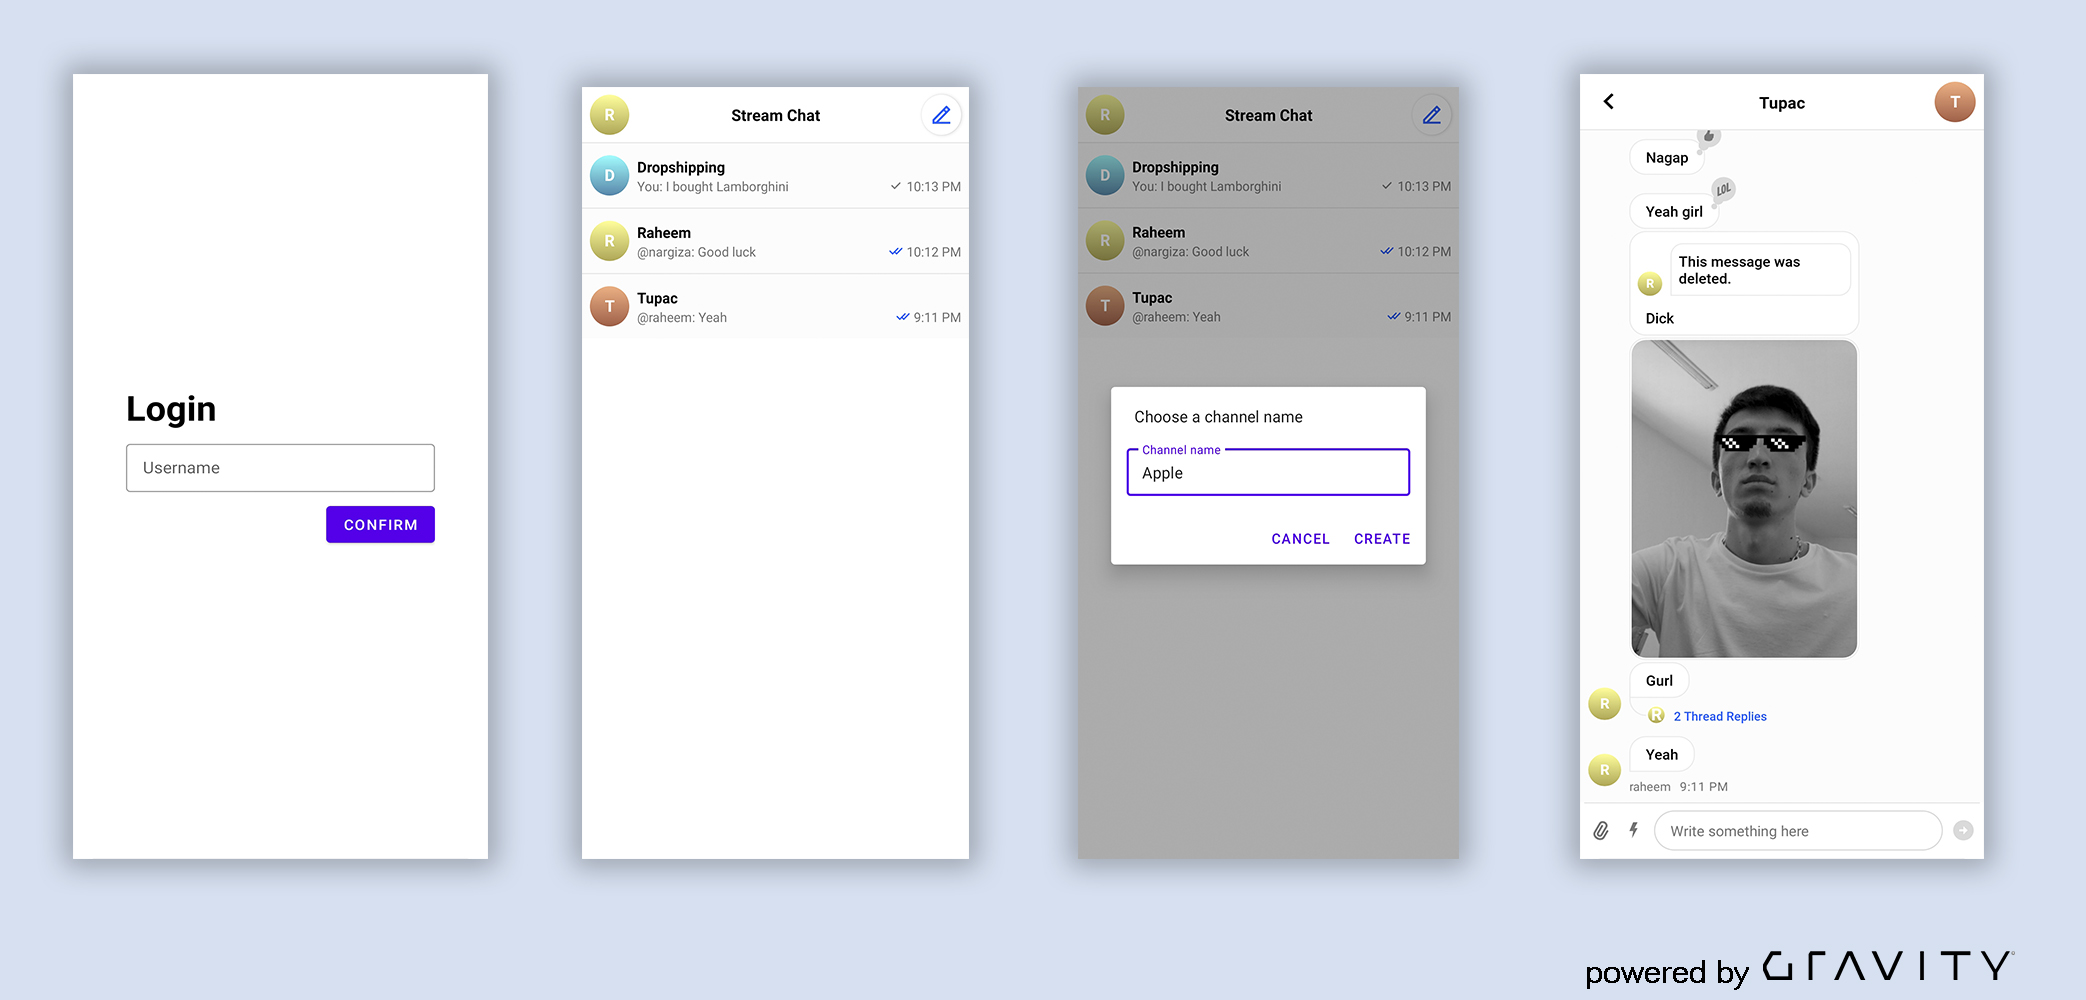 Login
Username
CONFIRM
R
Stream Chat
D
Dropshipping
You: I bought Lamborghini
10:13 PM
R
Raheem
@nargiza: Good luck
10:12 PM
T
Tupac
@raheem: Yeah
9:11 PM
R
Stream Chat
D
Dropshipping
You: I bought Lamborghini
10:13 PM
R
Raheem
@nargiza: Good luck
10:12 PM
T
Tupac
@raheem: Yeah
9:11 PM
Choose a channel name
Channel name
Apple
CANCEL CREATE
Tupac
T
Nagap
LOL
Yeah girl
This message was
deleted.
R
Dick
Gurl
R
R
2 Thread Replies
Yeah
R
raheem 9:11 PM
Write something here
powered by GRAVITY